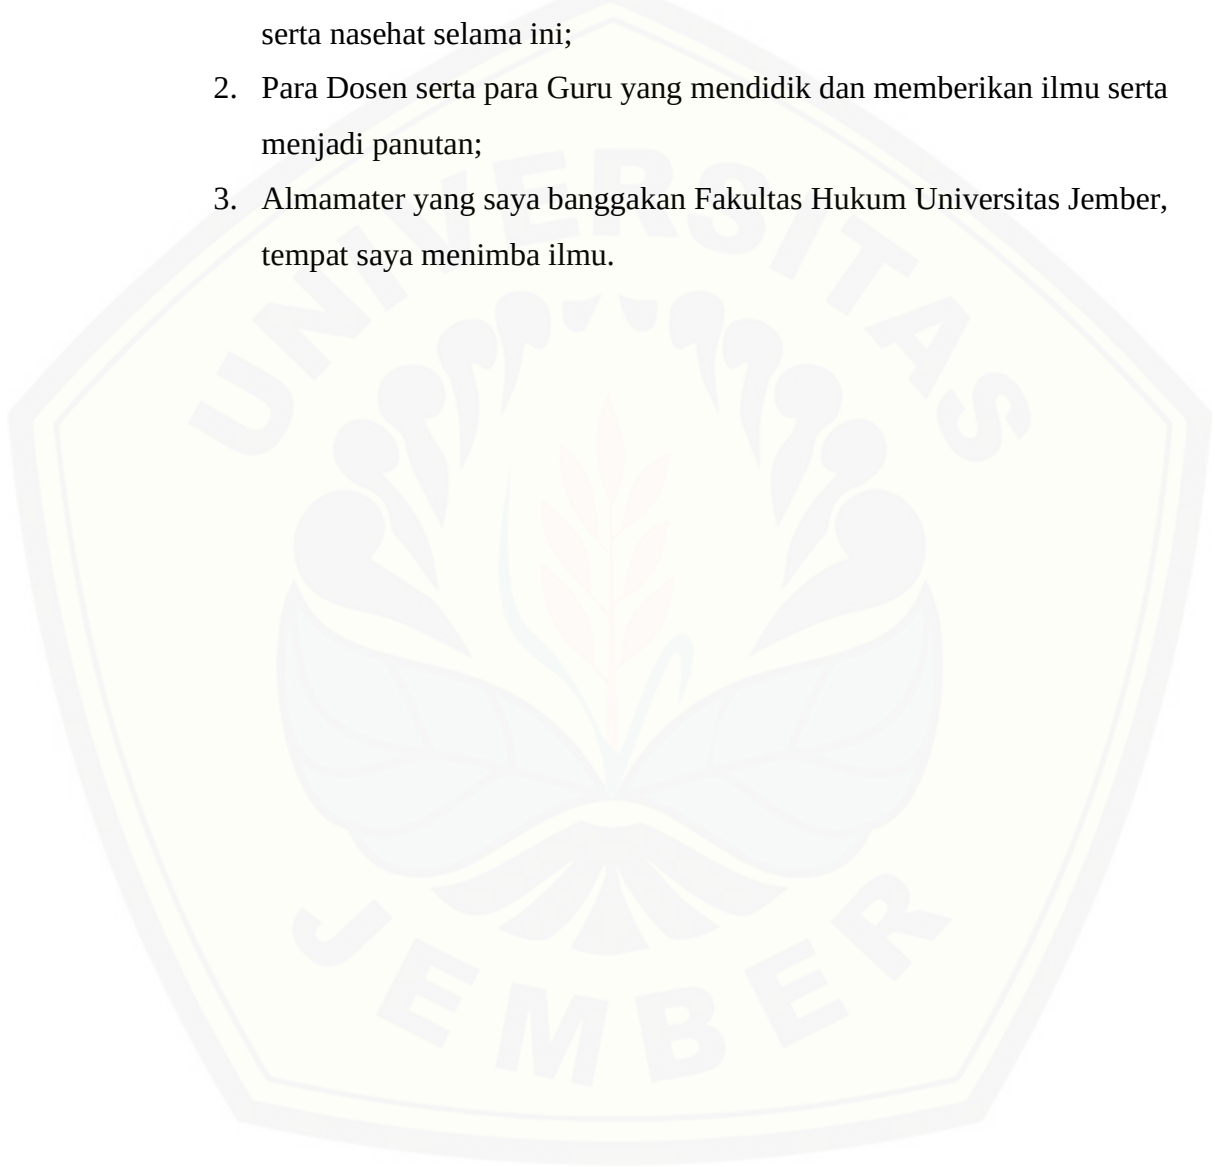 serta nasehat selama ini;
2. Para Dosen serta para Guru yang mendidik dan memberikan ilmu serta
menjadi panutan;
3. Almamater yang saya banggakan Fakultas Hukum Universitas Jember,
tempat saya menimba ilmu.
UNIVERSITAS
JEMBER